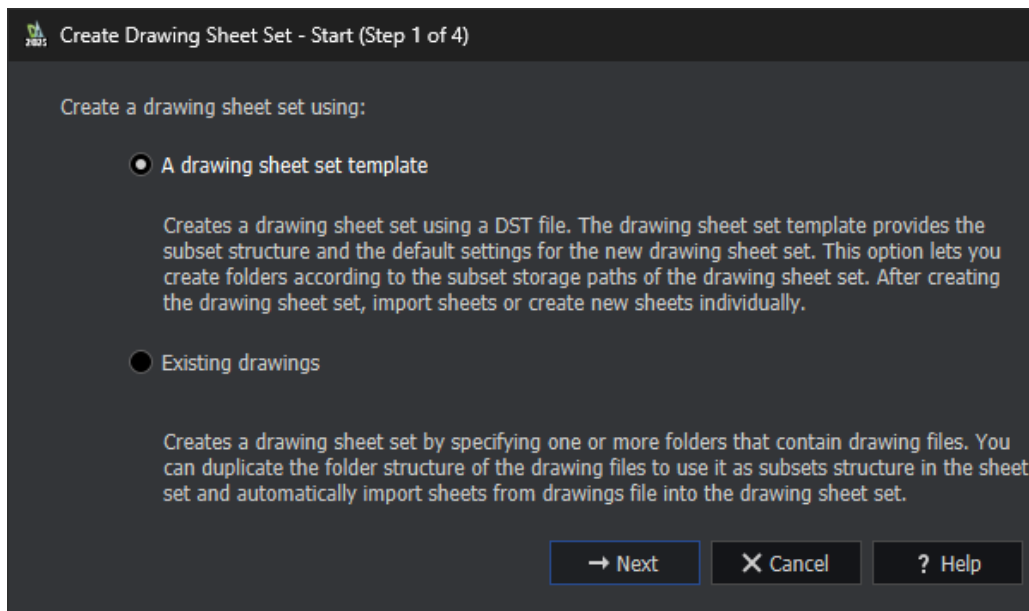 2025
Create Drawing Sheet Set - Start (Step 1 of 4)
Create a drawing sheet set using:
A drawing sheet set template
Creates a drawing sheet set using a DST file. The drawing sheet set template provides the
subset structure and the default settings for the new drawing sheet set. This option lets you
create folders according to the subset storage paths of the drawing sheet set. After creating
the drawing sheet set, import sheets or create new sheets individually.
Existing drawings
Creates a drawing sheet set by specifying one or more folders that contain drawing files. You
can duplicate the folder structure of the drawing files to use it as subsets structure in the sheet
set and automatically import sheets from drawings file into the drawing sheet set.
→ Next
X Cancel
? Help